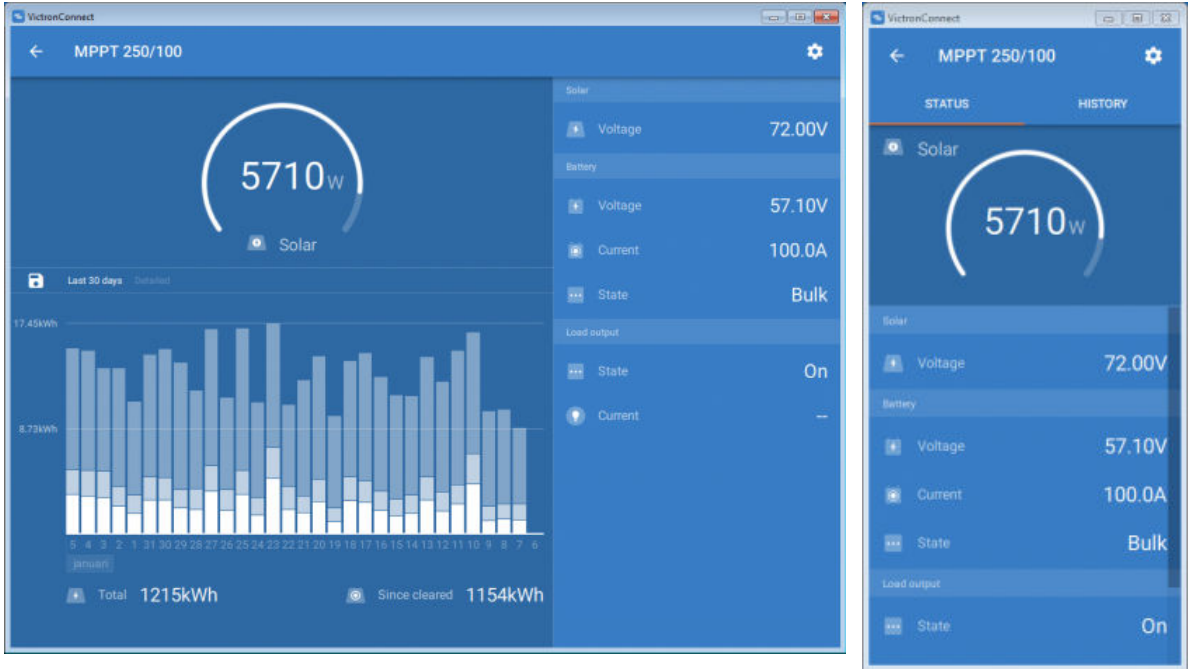 VictronConnect
MPPT 250/100
5710W
Solar
Last 30 days Detailed
17.45kWh
8.73kWh
5 4 3 2 1 31 30 29 28 27 26 25 24 23 22 21 20 19 18 17 16 15 14 13 12 11 10 9 8 7 6
januari
Total 1215kWh Since cleared 1154kWh
Solar
Voltage 72.00V
Battery
Voltage 57.10V
Current 100.0A
State Bulk
Load output
State On
Current --
VictronConnect
MPPT 250/100
STATUS HISTORY
Solar
5710W
Solar
Voltage 72.00V
Battery
Voltage 57.10V
Current 100.0A
State Bulk
Load output
State On